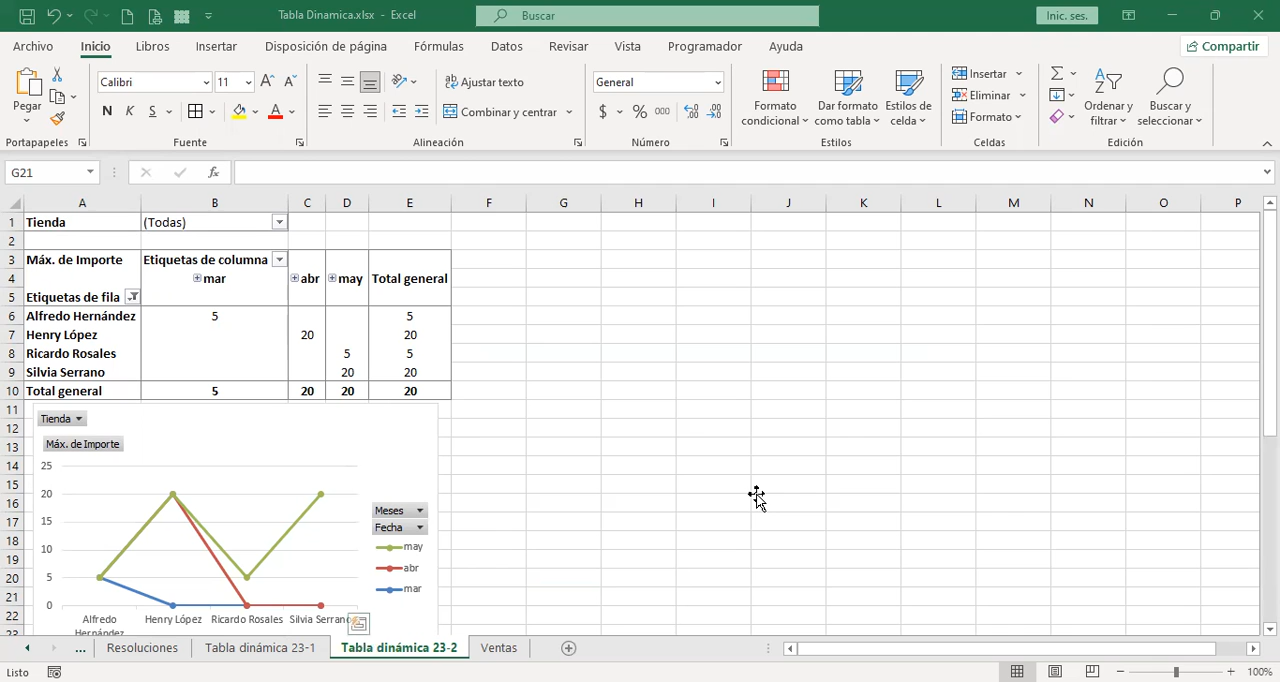 Tabla Dinamica.xlsx - Excel
Buscar
Inic. ses.
Archivo Inicio Libros Insertar Disposición de página Fórmulas Datos Revisar Vista Programador Ayuda
Compartir
Pegar
Calibri 11
N K S
Ajustar texto
Combinar y centrar
General
$ % 000
Formato condicional
Dar formato como tabla
Estilos de celda
Insertar
Eliminar
Formato
Ordenar y filtrar
Buscar y seleccionar
Portapapeles Fuente Alineación Número Estilos Celdas Edición
G21 fx
A B C D E F G H I J K L M N O P
1 Tienda (Todas)
2
3 Máx. de Importe Etiquetas de columna
4 mar abr may Total general
5 Etiquetas de fila
6 Alfredo Hernández 5 5
7 Henry López 20 20
8 Ricardo Rosales 5 5
9 Silvia Serrano 20 20
10 Total general 5 20 20 20
11
12
13
14
15
16
17
18
19
20
21
22
23
Tienda
Máx. de Importe
25
20
15
10
5
0
Alfredo Hernández
Henry López
Ricardo Rosales
Silvia Serrano
Meses
Fecha
may
abr
mar
... Resoluciones Tabla dinámica 23-1 Tabla dinámica 23-2 Ventas
Listo
100%